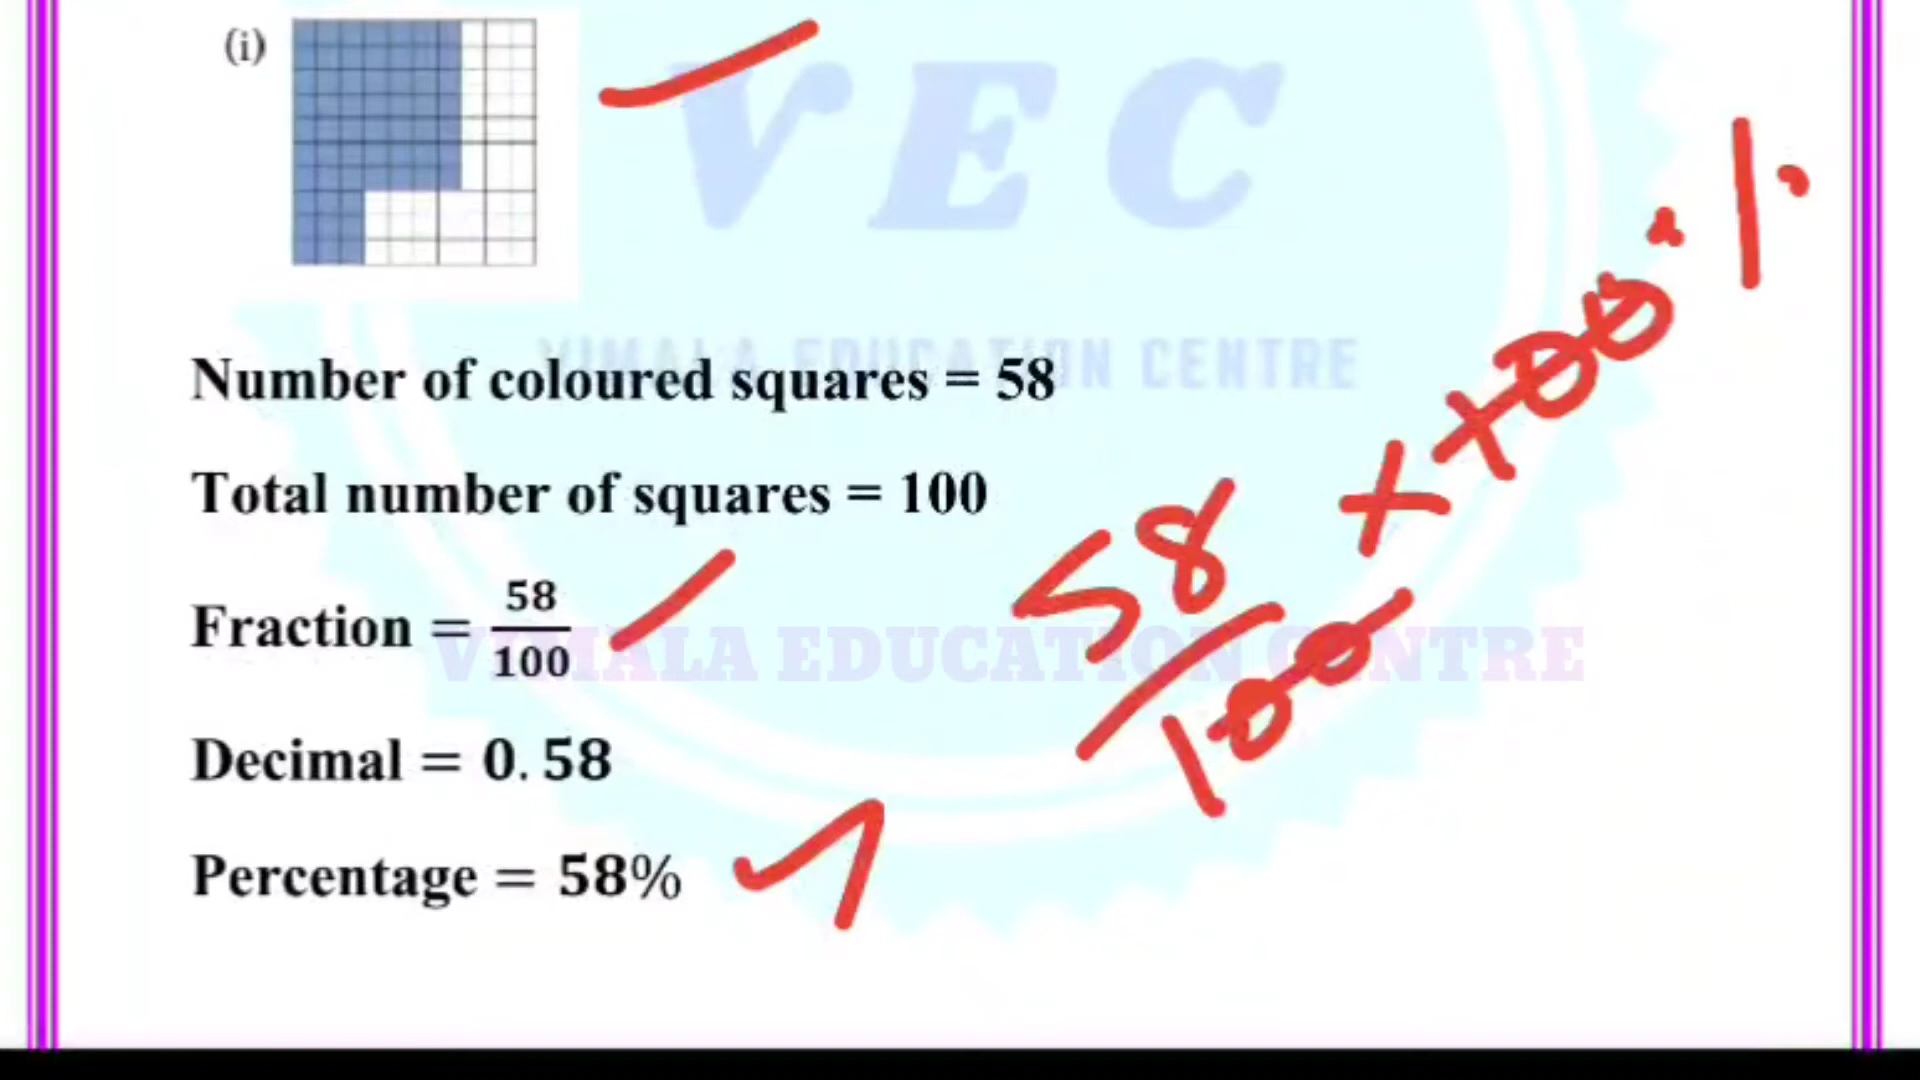 (i)
VEC
VIMALA EDUCATION CENTRE
Number of coloured squares = 58
Total number of squares = 100
Fraction = 58/100
VIMALA EDUCATION CENTRE
Decimal = 0.58
Percentage = 58%
58/100 × 100 %